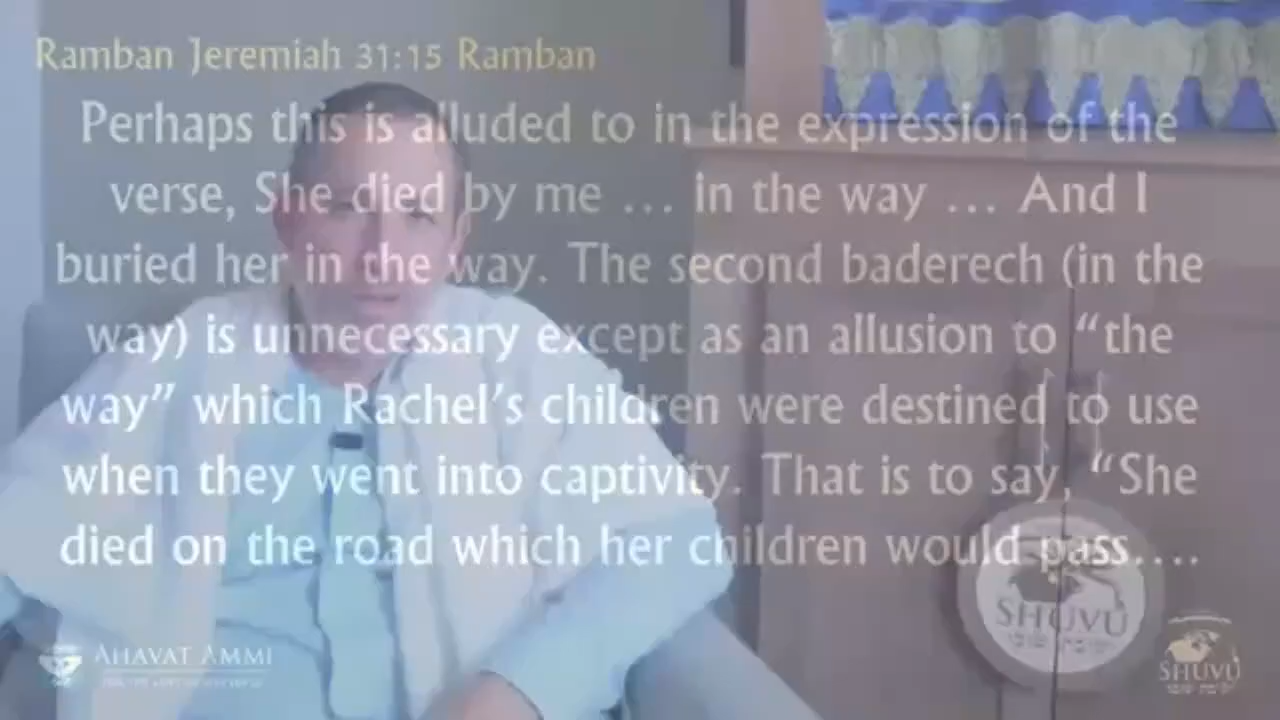 Ramban Jeremiah 31:15 Ramban
Perhaps this is alluded to in the expression of the
verse, She died by me … in the way … And I
buried her in the way. The second baderech (in the
way) is unnecessary except as an allusion to “the
way” which Rachel’s children were destined to use
when they went into captivity. That is to say, “She
died on the road which her children would pass….
SHUVU
AHAVAT AMMI
SHUVU